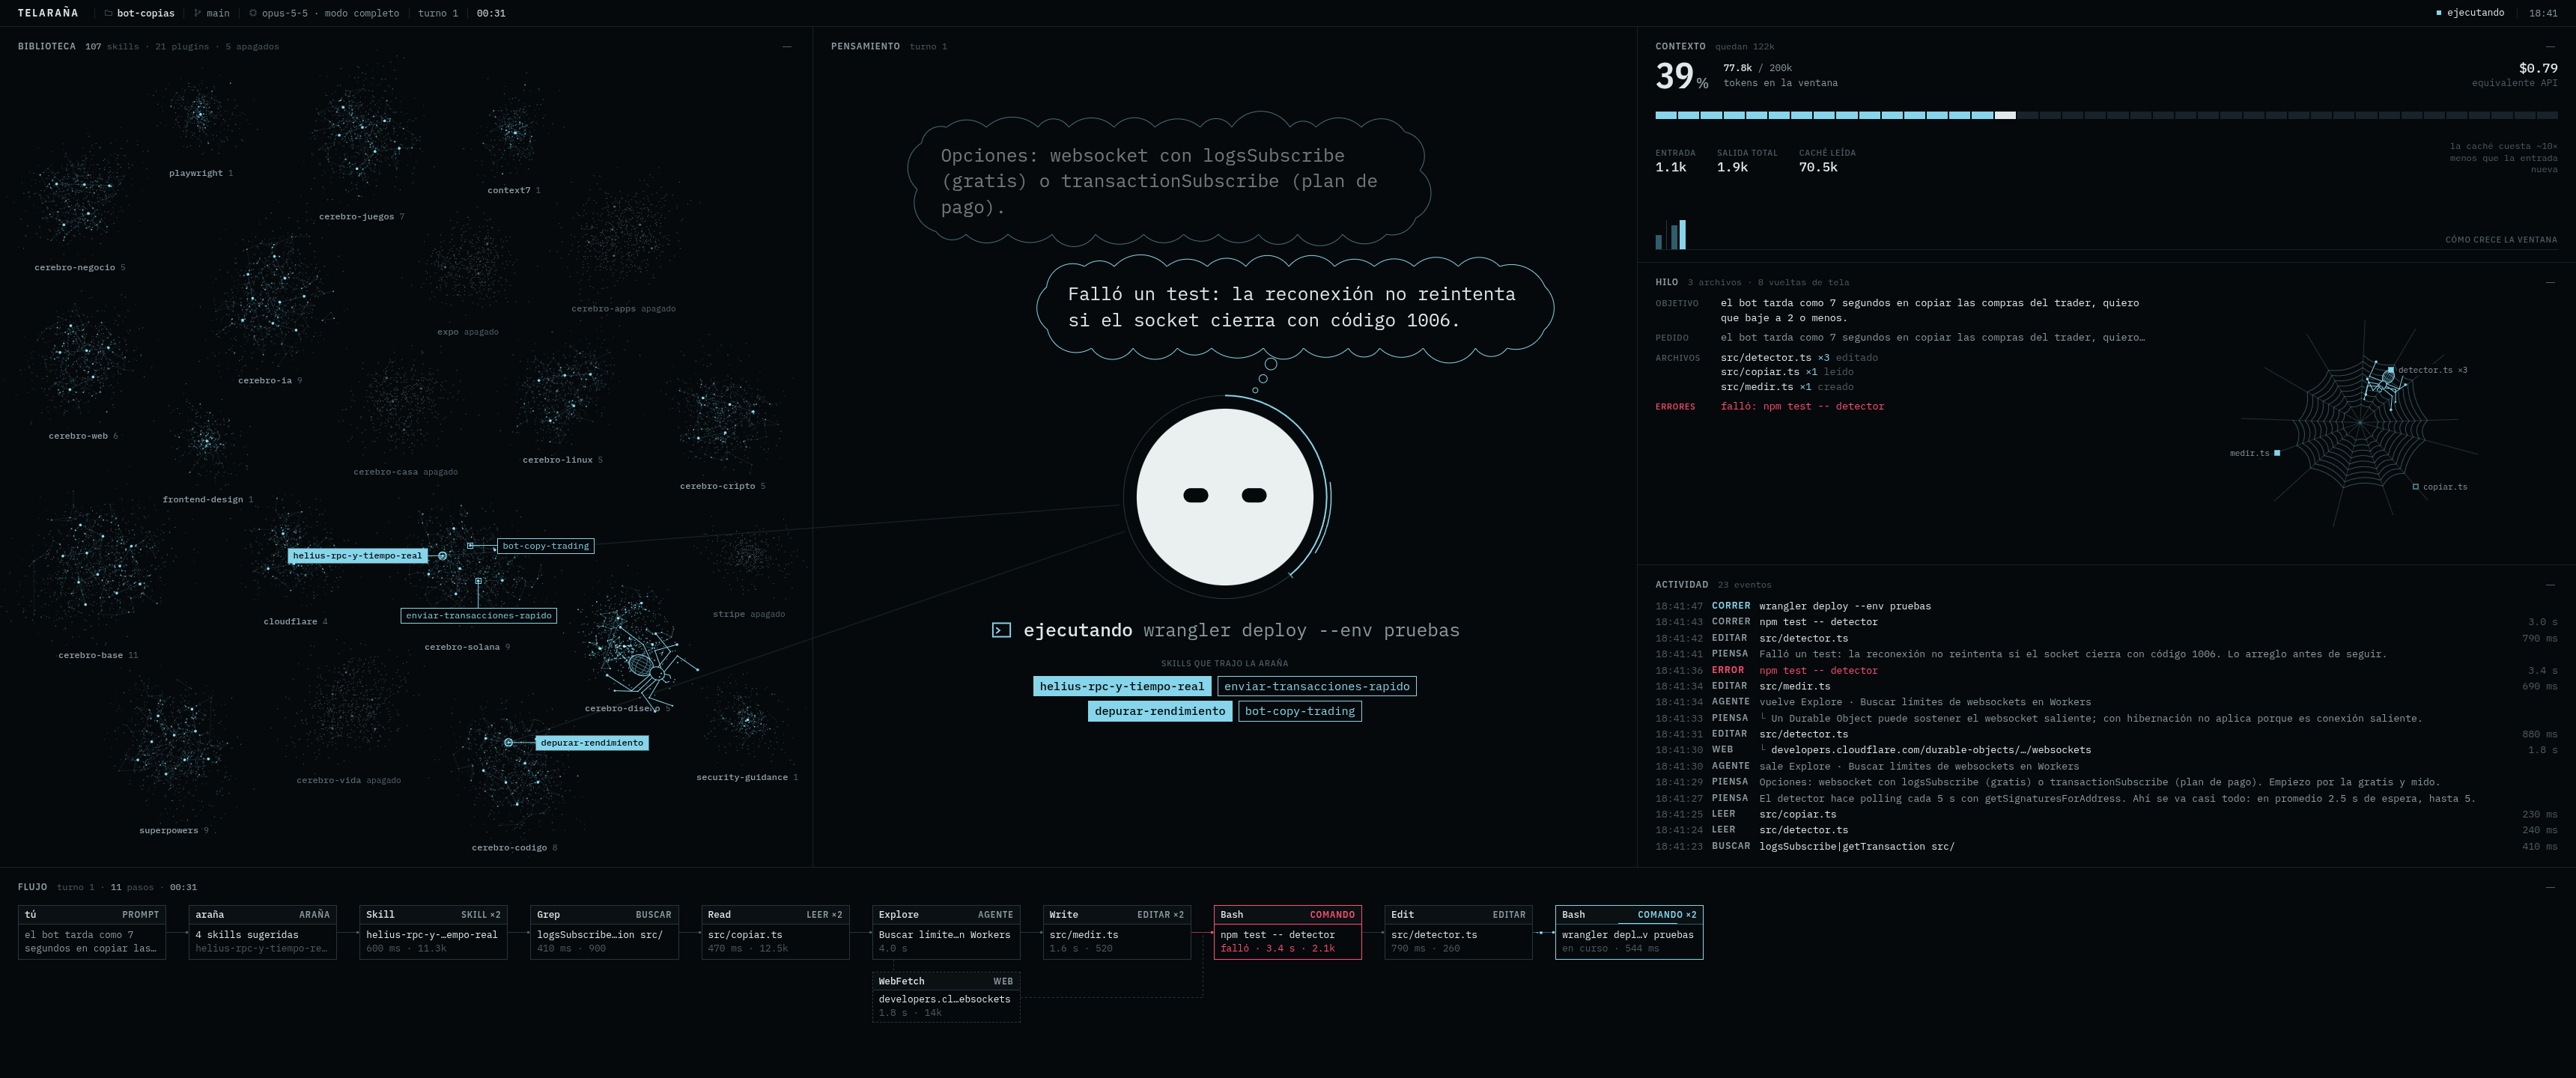 TELARAÑA bot-copias main opus-5-5 · modo completo turno 1 00:31 ejecutando 18:41
BIBLIOTECA 107 skills · 21 plugins · 5 apagados
playwright 1
context7 1
cerebro-juegos 7
cerebro-negocio 5
cerebro-apps apagado
expo apagado
cerebro-ia 9
cerebro-web 6
cerebro-linux 5
cerebro-casa apagado
cerebro-cripto 5
frontend-design 1
bot-copy-trading
helius-rpc-y-tiempo-real
enviar-transacciones-rapido
stripe apagado
cloudflare 4
cerebro-solana 9
cerebro-base 11
cerebro-diseño 5
depurar-rendimiento
security-guidance 1
cerebro-vida apagado
superpowers 9
cerebro-codigo 8
PENSAMIENTO turno 1
Opciones: websocket con logsSubscribe
(gratis) o transactionSubscribe (plan de
pago).
Falló un test: la reconexión no reintenta
si el socket cierra con código 1006.
ejecutando wrangler deploy --env pruebas
SKILLS QUE TRAJO LA ARAÑA
helius-rpc-y-tiempo-real enviar-transacciones-rapido
depurar-rendimiento bot-copy-trading
CONTEXTO quedan 122k
39% 77.8k / 200k
tokens en la ventana
$0.79
equivalente API
ENTRADA SALIDA TOTAL CACHÉ LEÍDA
1.1k 1.9k 70.5k
la caché cuesta ~10×
menos que la entrada
nueva
CÓMO CRECE LA VENTANA
HILO 3 archivos · 8 vueltas de tela
OBJETIVO el bot tarda como 7 segundos en copiar las compras del trader, quiero
que baje a 2 o menos.
PEDIDO el bot tarda como 7 segundos en copiar las compras del trader, quiero…
ARCHIVOS src/detector.ts ×3 editado
src/copiar.ts ×1 leído
src/medir.ts ×1 creado
ERRORES falló: npm test -- detector
detector.ts ×3
medir.ts
copiar.ts
ACTIVIDAD 23 eventos
18:41:47 CORRER wrangler deploy --env pruebas
18:41:43 CORRER npm test -- detector 3.0 s
18:41:42 EDITAR src/detector.ts 790 ms
18:41:41 PIENSA Falló un test: la reconexión no reintenta si el socket cierra con código 1006. Lo arreglo antes de seguir.
18:41:36 ERROR npm test -- detector 3.4 s
18:41:34 EDITAR src/medir.ts 690 ms
18:41:34 AGENTE vuelve Explore · Buscar límites de websockets en Workers
18:41:33 PIENSA └ Un Durable Object puede sostener el websocket saliente; con hibernación no aplica porque es conexión saliente.
18:41:31 EDITAR src/detector.ts 880 ms
18:41:30 WEB └ developers.cloudflare.com/durable-objects/…/websockets 1.8 s
18:41:30 AGENTE sale Explore · Buscar límites de websockets en Workers
18:41:29 PIENSA Opciones: websocket con logsSubscribe (gratis) o transactionSubscribe (plan de pago). Empiezo por la gratis y mido.
18:41:27 PIENSA El detector hace polling cada 5 s con getSignaturesForAddress. Ahí se va casi todo: en promedio 2.5 s de espera, hasta 5.
18:41:25 LEER src/copiar.ts 230 ms
18:41:24 LEER src/detector.ts 240 ms
18:41:23 BUSCAR logsSubscribe|getTransaction src/ 410 ms
FLUJO turno 1 · 11 pasos · 00:31
tú PROMPT
el bot tarda como 7
segundos en copiar las…
araña ARAÑA
4 skills sugeridas
helius-rpc-y-tiempo-re…
Skill SKILL ×2
helius-rpc-y-…empo-real
600 ms · 11.3k
Grep BUSCAR
logsSubscribe…ion src/
410 ms · 900
Read LEER ×2
src/copiar.ts
470 ms · 12.5k
Explore AGENTE
Buscar límite…n Workers
4.0 s
Write EDITAR ×2
src/medir.ts
1.6 s · 520
Bash COMANDO
npm test -- detector
falló · 3.4 s · 2.1k
Edit EDITAR
src/detector.ts
790 ms · 260
Bash COMANDO ×2
wrangler depl…v pruebas
en curso · 544 ms
WebFetch WEB
developers.cl…ebsockets
1.8 s · 14k